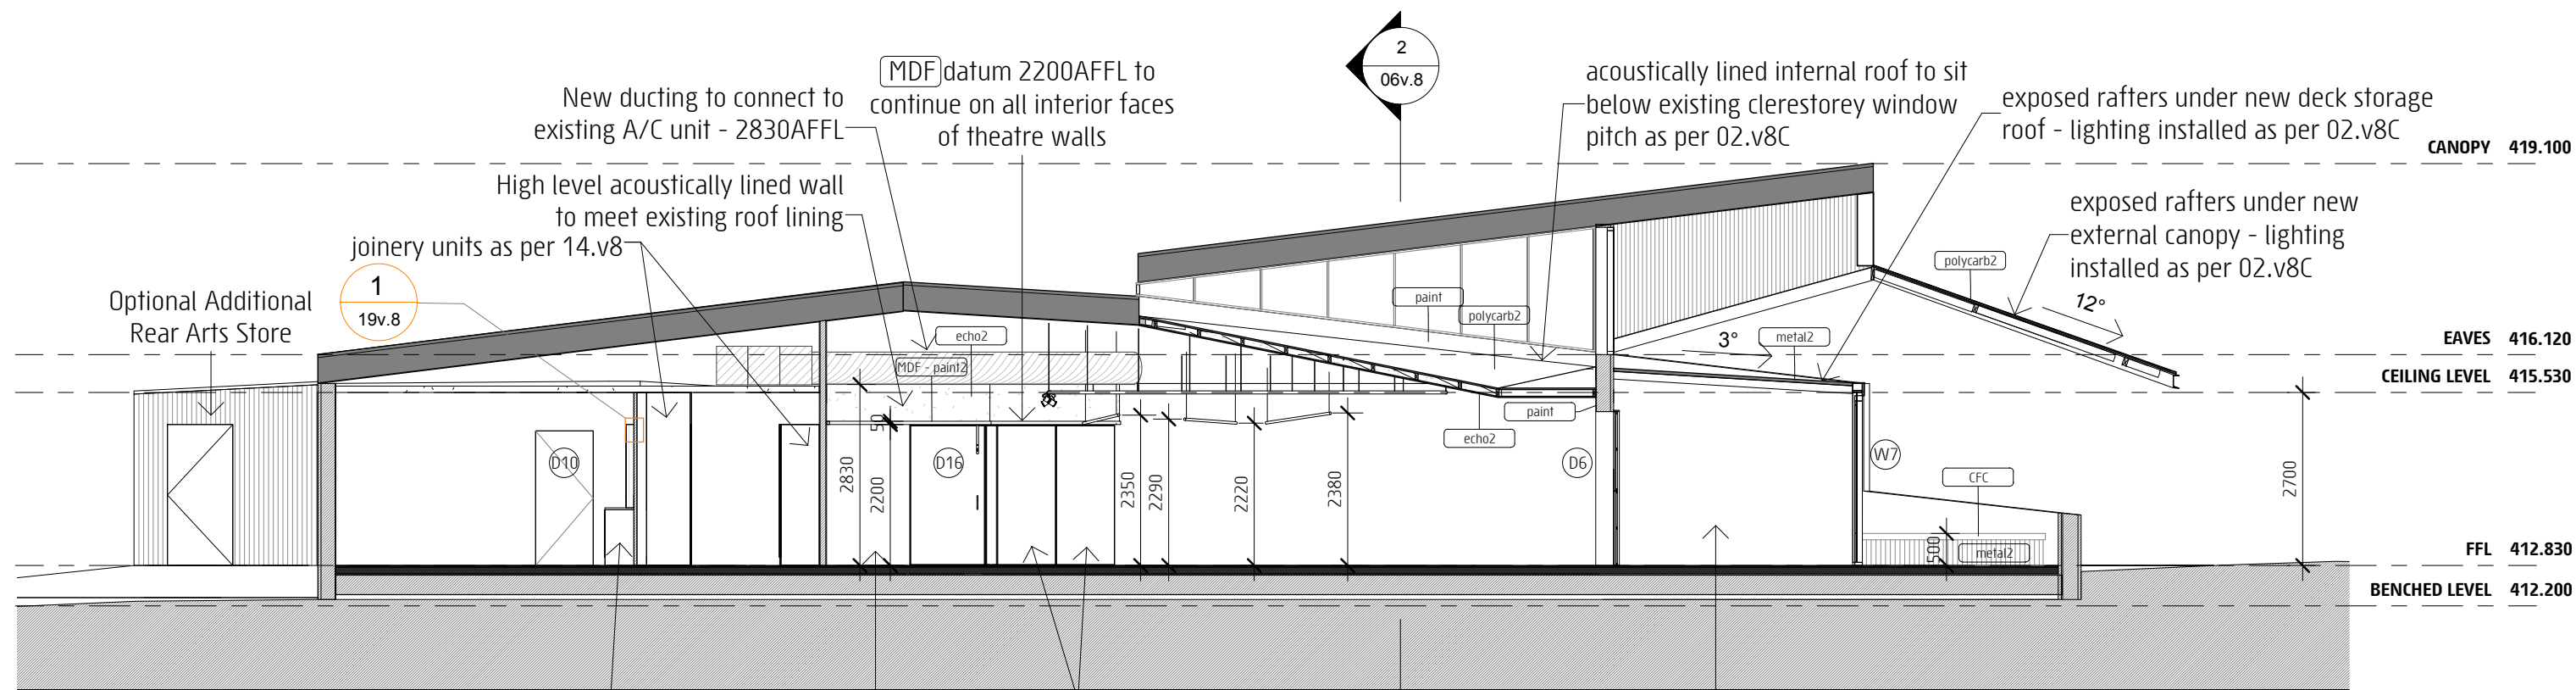 2
06v.8
MDF datum 2200AFFL to
continue on all interior faces
of theatre walls
acoustically lined internal roof to sit
below existing clerestorey window
pitch as per 02.v8C
New ducting to connect to
existing A/C unit - 2830AFFL
exposed rafters under new deck storage
roof - lighting installed as per 02.v8C
CANOPY 419.100
High level acoustically lined wall
to meet existing roof lining
exposed rafters under new
external canopy - lighting
installed as per 02.v8C
joinery units as per 14.v8
Optional Additional
Rear Arts Store
1
19v.8
polycarb2
12°
paint
polycarb2
echo2
metal2
3°
MDF - paint2
EAVES 416.120
CEILING LEVEL 415.530
paint
echo2
50
D10
D16
D6
W7
2830
2200
2350
2290
2220
2380
2700
CFC
500
metal2
FFL 412.830
BENCHED LEVEL 412.200